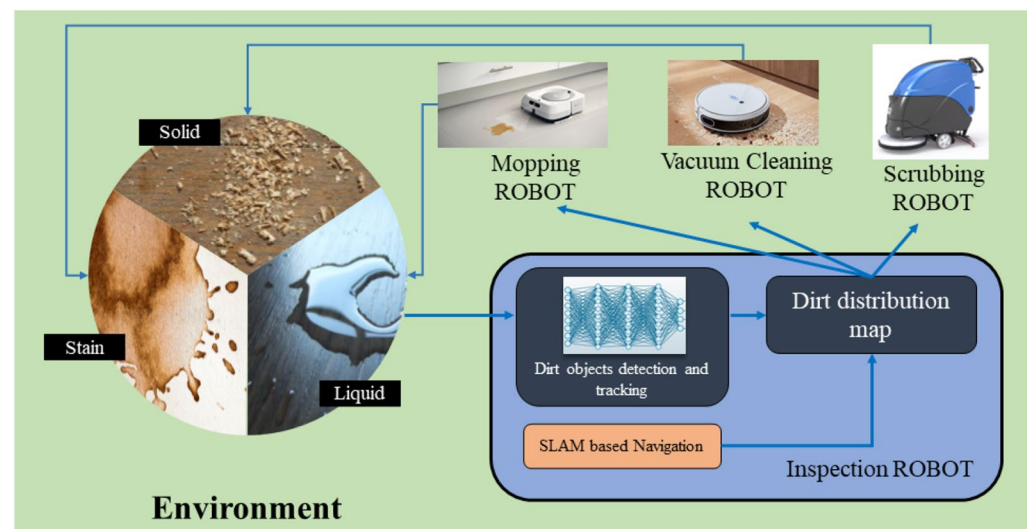 Solid
Stain
Liquid
Environment
Mopping
ROBOT
Vacuum Cleaning
ROBOT
Scrubbing
ROBOT
Dirt objects detection and
tracking
Dirt distribution
map
SLAM based Navigation
Inspection ROBOT